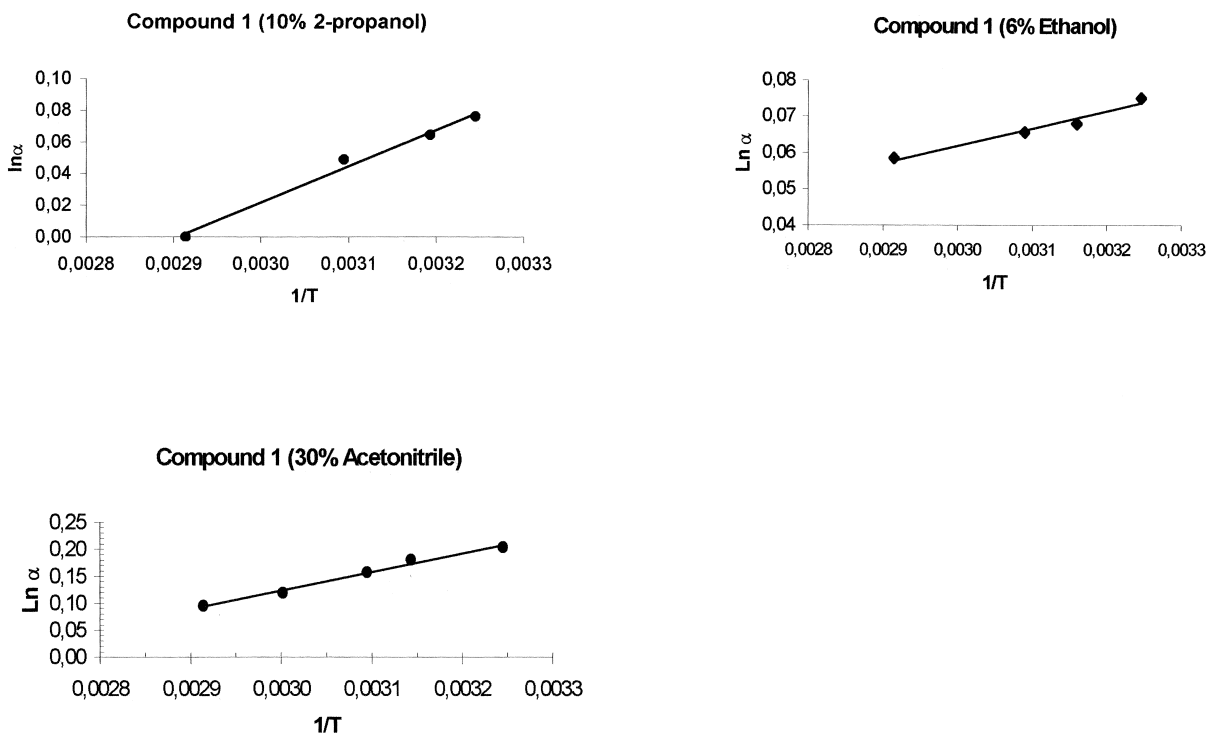 Compound 1 (10% 2-propanol)
0,10
0,08
0,06
0,04
0,02
0,00
lnα
0,0028 0,0029 0,0030 0,0031 0,0032 0,0033
1/T
Compound 1 (6% Ethanol)
0,08
0,07
0,06
0,05
0,04
Ln α
0,0028 0,0029 0,0030 0,0031 0,0032 0,0033
1/T
Compound 1 (30% Acetonitrile)
0,25
0,20
0,15
0,10
0,05
0,00
Ln α
0,0028 0,0029 0,0030 0,0031 0,0032 0,0033
1/T